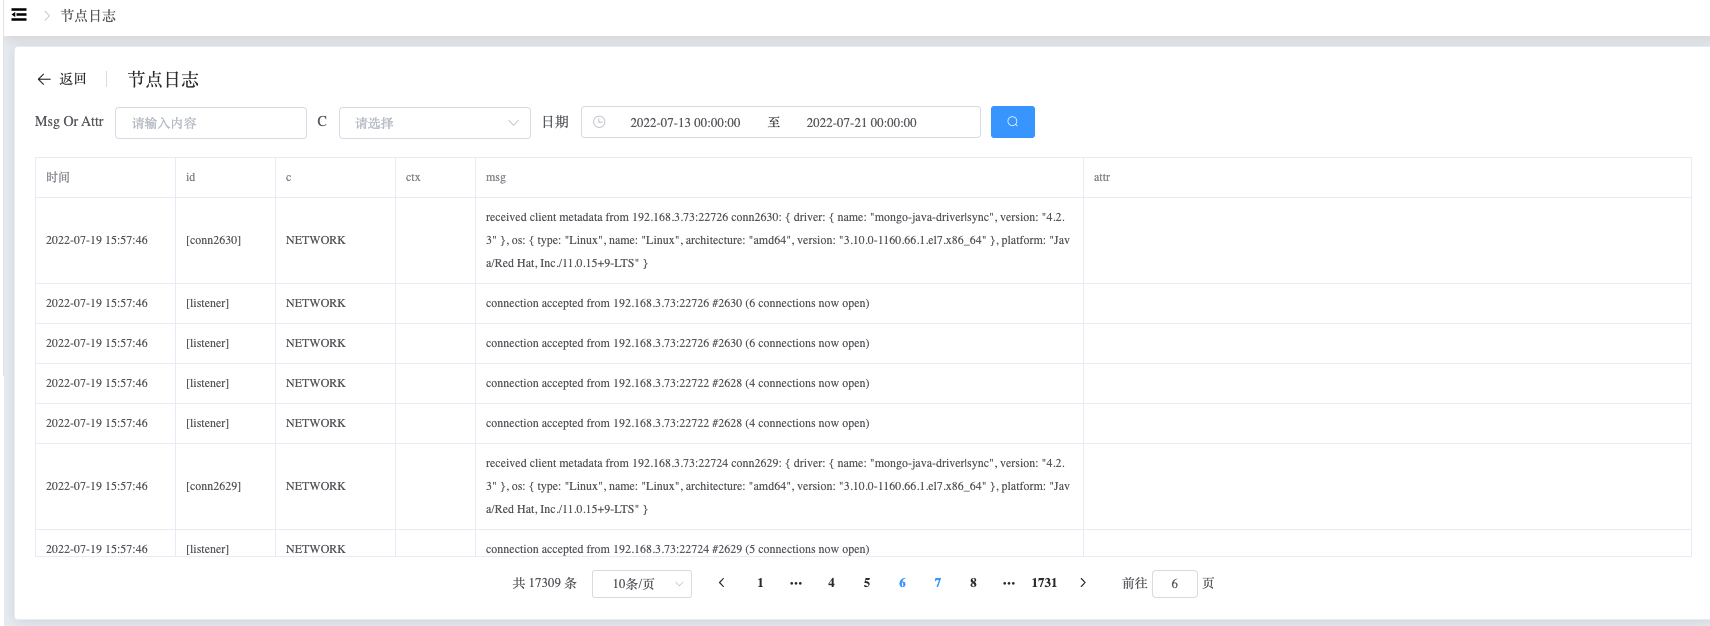 节点日志
返回 节点日志
Msg Or Attr 请输入内容 C 请选择 日期 2022-07-13 00:00:00 至 2022-07-21 00:00:00
时间 id c ctx msg attr
received client metadata from 192.168.3.73:22726 conn2630: { driver: { name: "mongo-java-driver|sync", version: "4.2.
2022-07-19 15:57:46 [conn2630] NETWORK 3" }, os: { type: "Linux", name: "Linux", architecture: "amd64", version: "3.10.0-1160.66.1.el7.x86_64" }, platform: "Jav
a/Red Hat, Inc./11.0.15+9-LTS" }
2022-07-19 15:57:46 [listener] NETWORK connection accepted from 192.168.3.73:22726 #2630 (6 connections now open)
2022-07-19 15:57:46 [listener] NETWORK connection accepted from 192.168.3.73:22726 #2630 (6 connections now open)
2022-07-19 15:57:46 [listener] NETWORK connection accepted from 192.168.3.73:22722 #2628 (4 connections now open)
2022-07-19 15:57:46 [listener] NETWORK connection accepted from 192.168.3.73:22722 #2628 (4 connections now open)
received client metadata from 192.168.3.73:22724 conn2629: { driver: { name: "mongo-java-driver|sync", version: "4.2.
2022-07-19 15:57:46 [conn2629] NETWORK 3" }, os: { type: "Linux", name: "Linux", architecture: "amd64", version: "3.10.0-1160.66.1.el7.x86_64" }, platform: "Jav
a/Red Hat, Inc./11.0.15+9-LTS" }
2022-07-19 15:57:46 [listener] NETWORK connection accepted from 192.168.3.73:22724 #2629 (5 connections now open)
共 17309 条 10条/页 1 ••• 4 5 6 7 8 ••• 1731 前往 6 页